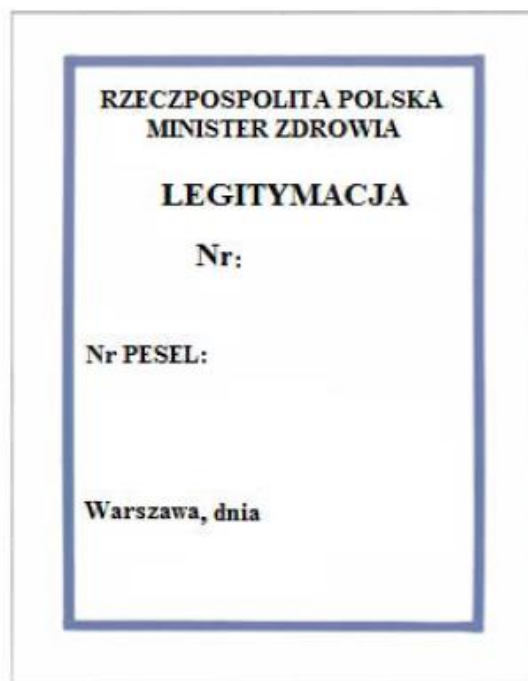 RZECZPOSPOLITA POLSKA
MINISTER ZDROWIA
LEGITYMACJA
Nr:
Nr PESEL:
Warszawa, dnia